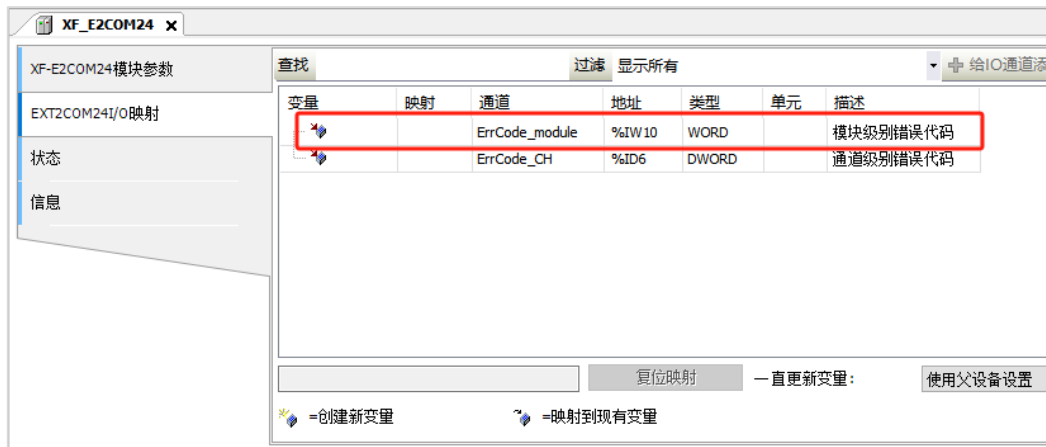 XF_E2COM24
XF-E2COM24模块参数
EXT2COM24I/O映射
状态
信息
查找 过滤 显示所有 给IO通道添
变量 映射 通道 地址 类型 单元 描述
ErrCode_module %IW10 WORD 模块级别错误代码
ErrCode_CH %ID6 DWORD 通道级别错误代码
复位映射 一直更新变量: 使用父设备设置
=创建新变量 =映射到现有变量